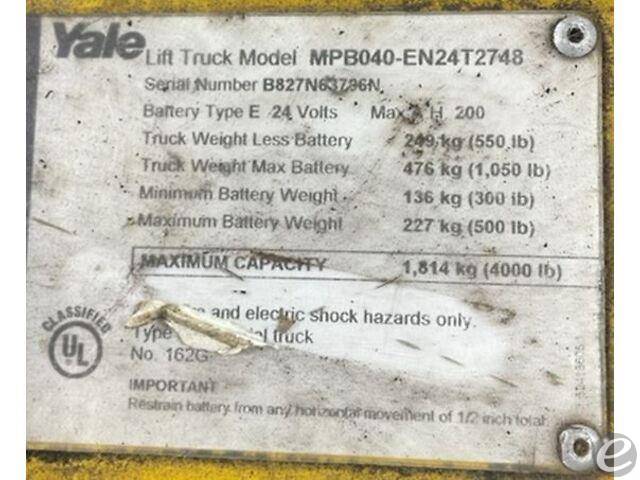 Yale Lift Truck Model MPB040-EN24T2748
Serial Number B827N63796N
Battery Type E 24 Volts Max A H 200
Truck Weight Less Battery 249 kg (550 lb)
Truck Weight Max Battery 476 kg (1,050 lb)
Minimum Battery Weight 136 kg (300 lb)
Maximum Battery Weight 227 kg (500 lb)
MAXIMUM CAPACITY 1,814 kg (4000 lb)
and electric shock hazards only.
Type truck
No. 162G
CLASSIFIED
UL
IMPORTANT
Restrain battery from any horizontal movement of 1/2 inch total
e